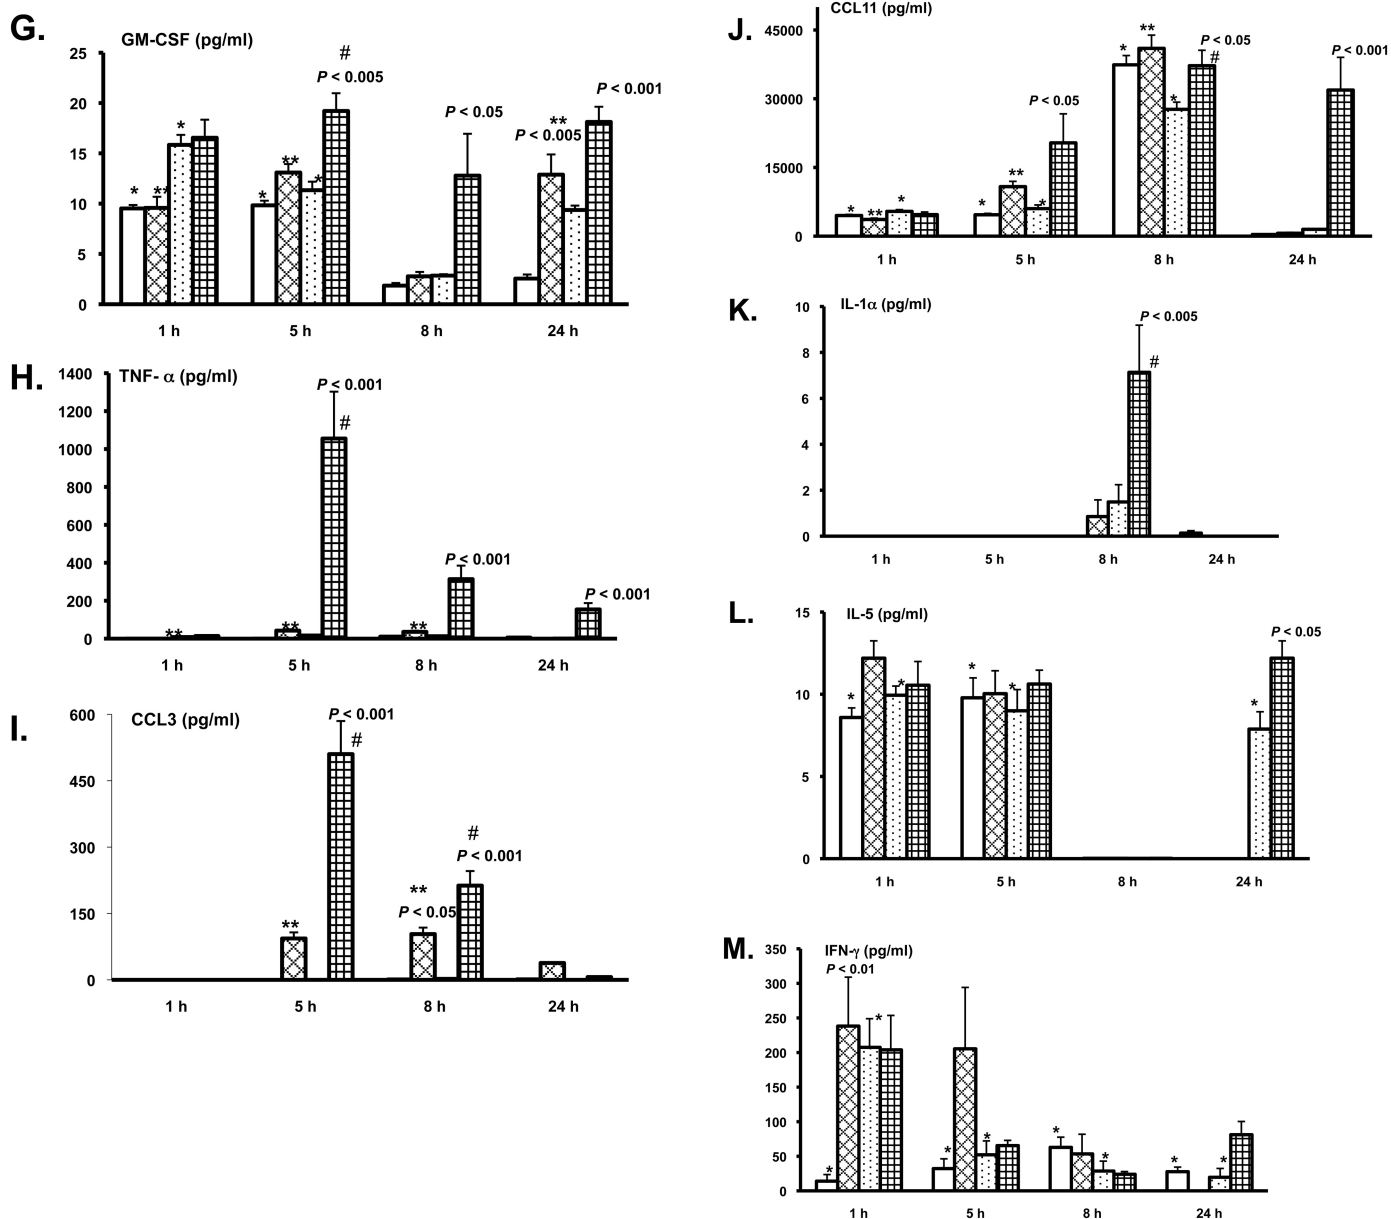 G.
GM-CSF (pg/ml)
25
20
15
10
5
0
* ** *
* ** *
#
P < 0.005
P < 0.05
**
P < 0.005
P < 0.001
1 h 5 h 8 h 24 h
H.
TNF- α (pg/ml)
1400
1200
1000
800
600
400
200
0
**
**
P < 0.001
#
**
P < 0.001
P < 0.001
1 h 5 h 8 h 24 h
I.
CCL3 (pg/ml)
600
450
300
150
0
**
P < 0.001
#
**
P < 0.05
#
P < 0.001
1 h 5 h 8 h 24 h
J.
CCL11 (pg/ml)
45000
30000
15000
0
* ** *
* ** *
P < 0.05
* ** *
P < 0.05
#
P < 0.001
1 h 5 h 8 h 24 h
K.
IL-1α (pg/ml)
10
8
6
4
2
0
P < 0.005
#
1 h 5 h 8 h 24 h
L.
IL-5 (pg/ml)
15
10
5
0
* *
* *
*
P < 0.05
1 h 5 h 8 h 24 h
M.
IFN-γ (pg/ml)
P < 0.01
350
300
250
200
150
100
50
0
* *
* *
* *
* *
1 h 5 h 8 h 24 h